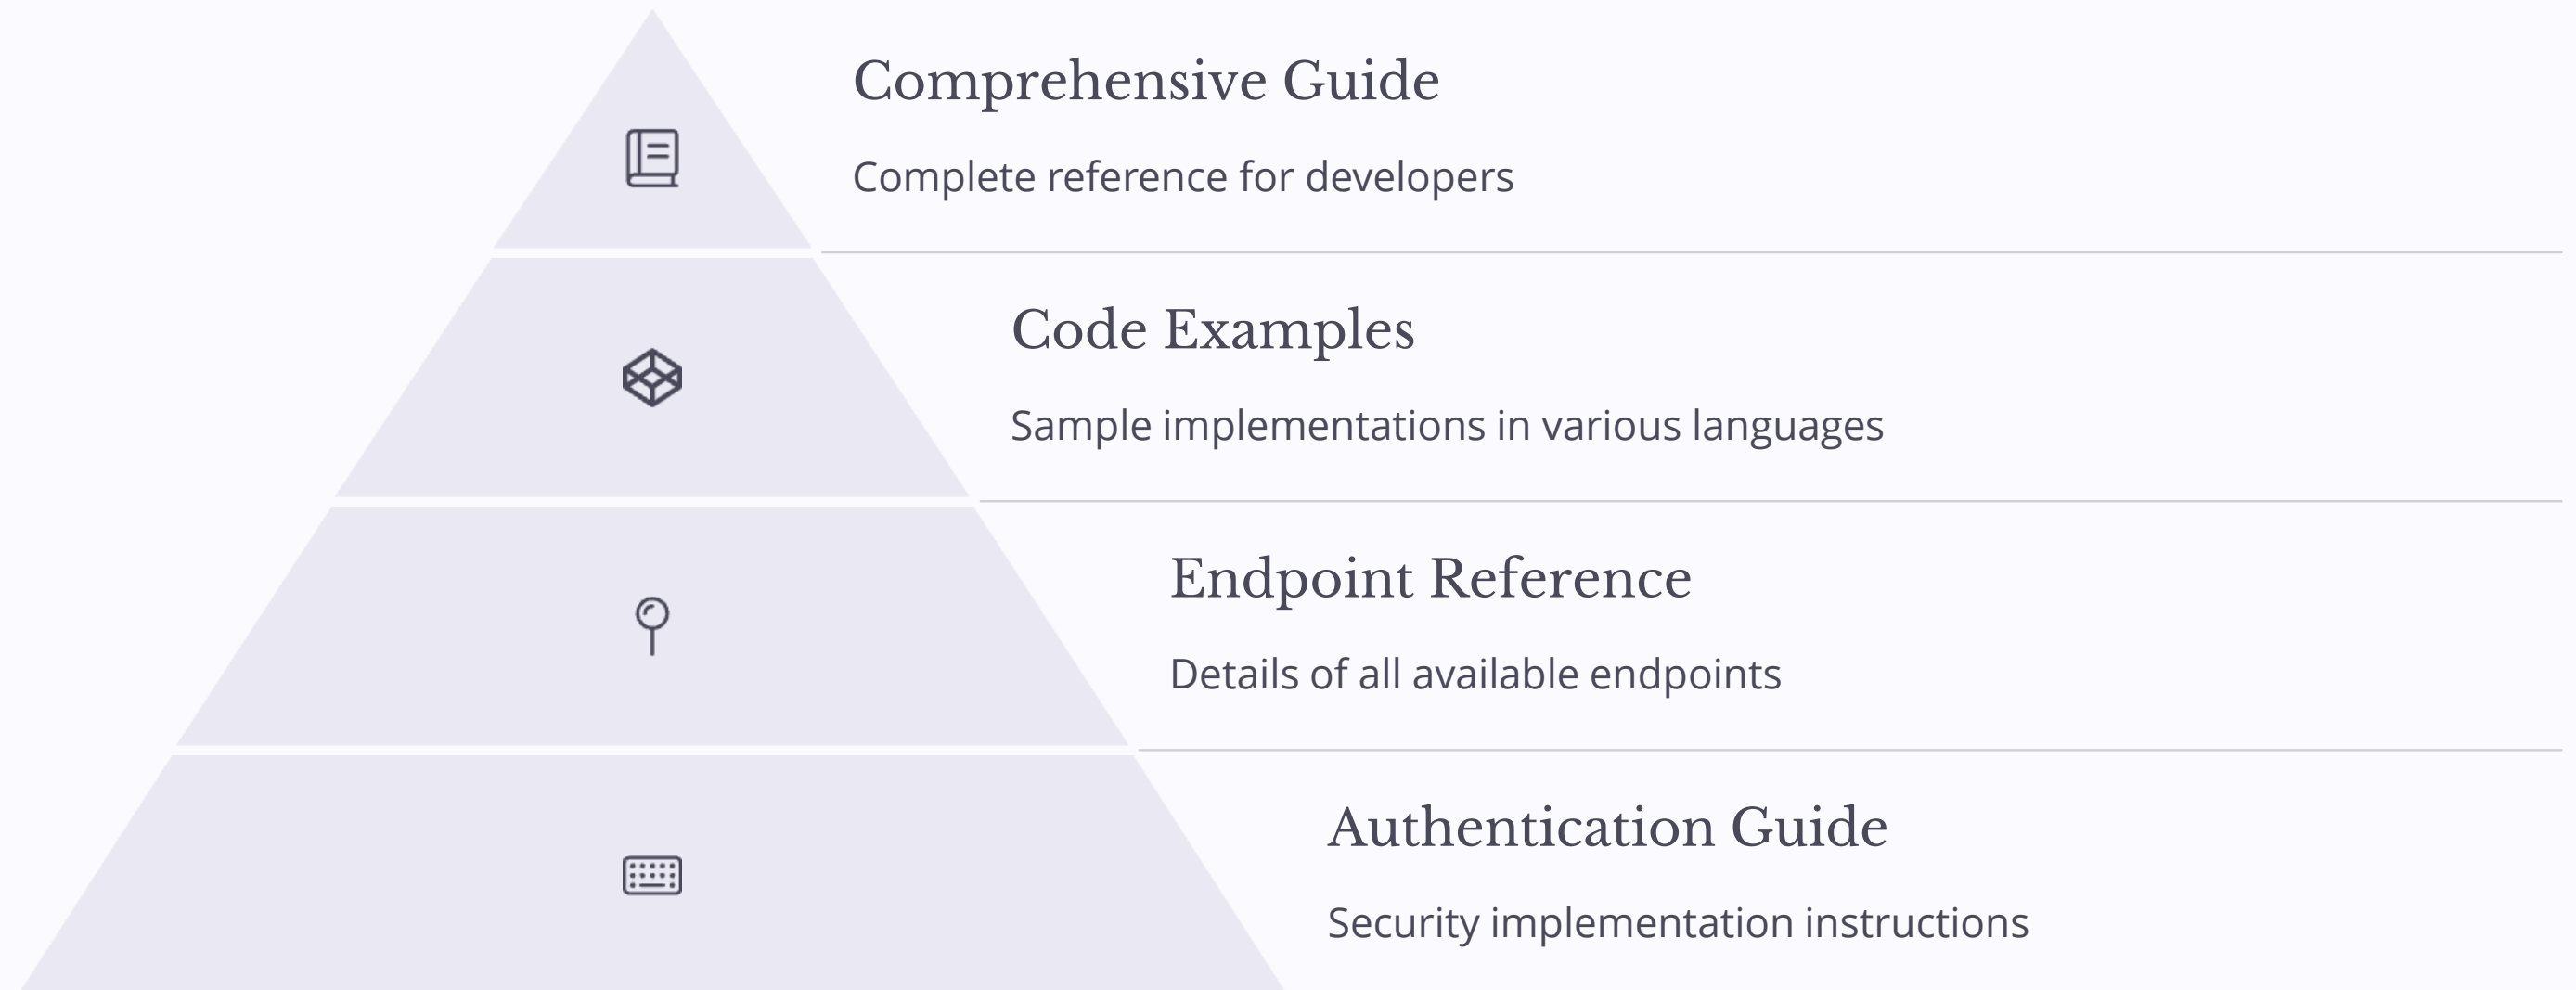 Comprehensive Guide
Complete reference for developers
Code Examples
Sample implementations in various languages
Endpoint Reference
Details of all available endpoints
Authentication Guide
Security implementation instructions